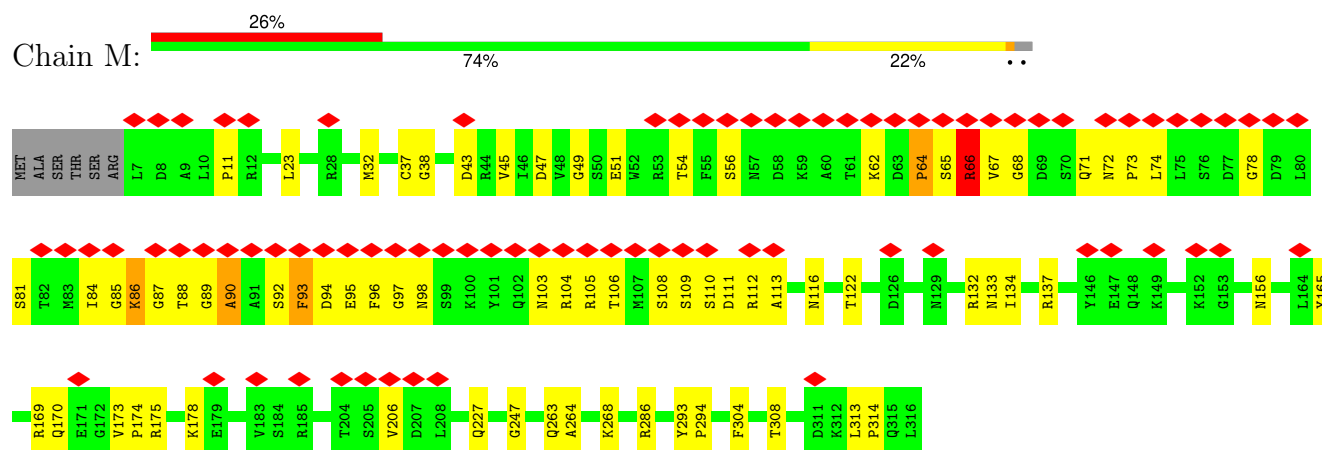 26%
Chain M:
74% 22% • •
MET ALA SER THR SER ARG L7 D8 A9 L10 P11 R12 L23 R28 M32 C37 G38 D43 R44 V45 I46 D47 V48 G49 S50 E51 W52 R53 T54 F55 S56 N57 D58 K59 A60 T61 K62 D63 P64 S65 R66 V67 G68 D69 S70 Q71 N72 P73 L74 L75 S76 D77 G78 D79 L80
S81 T82 M83 I84 G85 K86 G87 T88 G89 A90 A91 S92 F93 D94 E95 F96 G97 N98 S99 K100 Y101 Q102 N103 R104 R105 T106 M107 S108 S109 S110 D111 R112 A113 N116 T122 D126 N129 R132 N133 I134 R137 Y146 E147 Q148 K149 K152 G153 N156 L164 Y165
R169 Q170 E171 G172 V173 P174 R175 K178 E179 V183 S184 R185 T204 S205 V206 D207 L208 Q227 G247 Q263 A264 K268 R286 Y293 P294 F304 T308 D311 K312 L313 P314 Q315 L316